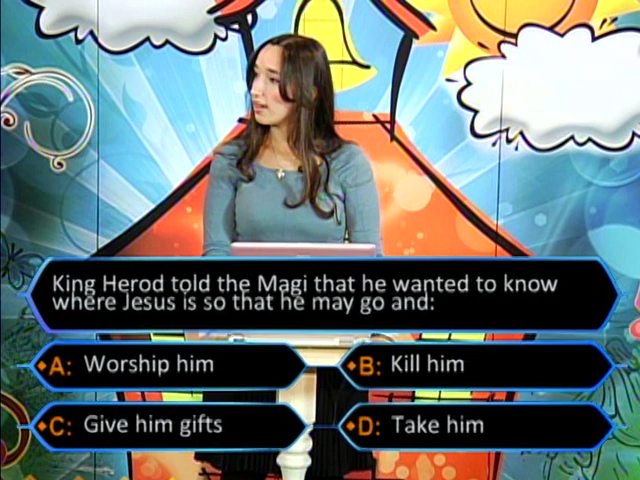 King Herod told the Magi that he wanted to know
where Jesus is so that he may go and:
A: Worship him
B: Kill him
C: Give him gifts
D: Take him